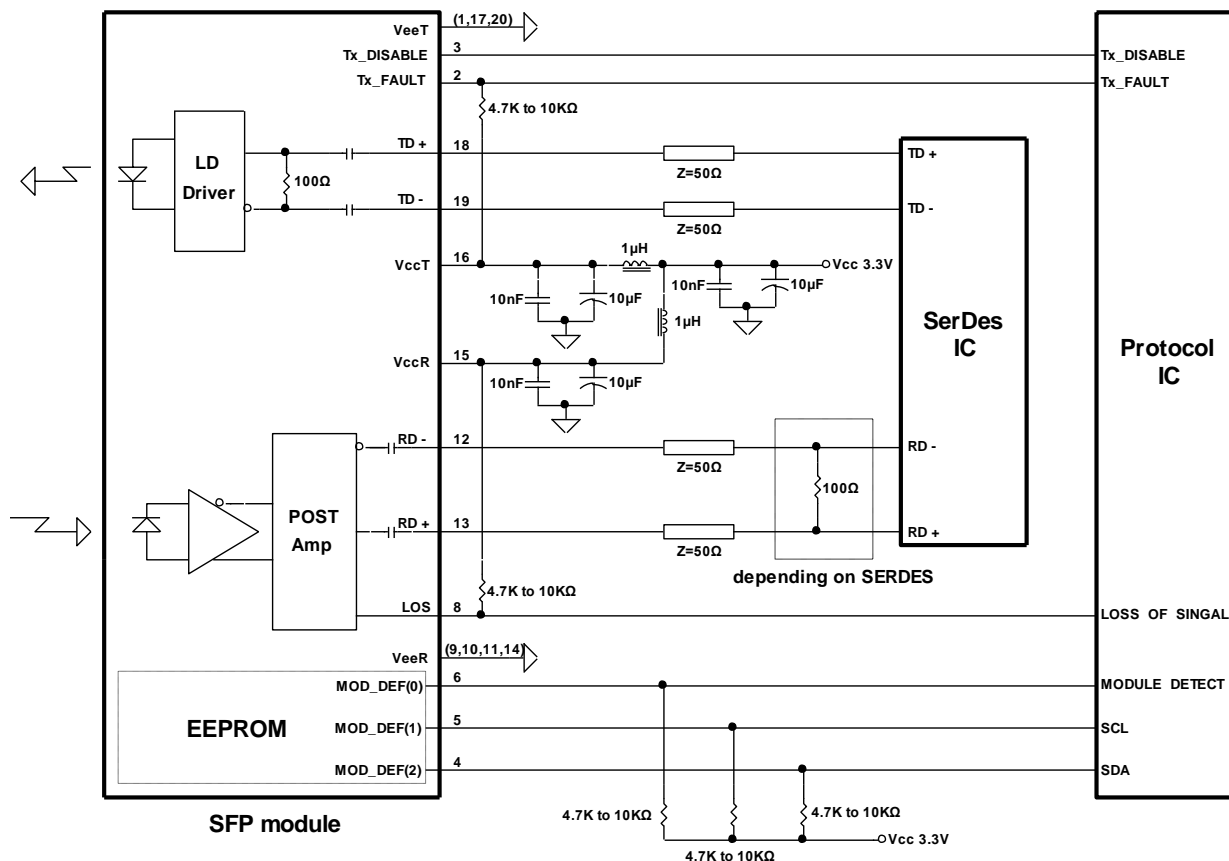 VeeT (1,17,20)
Tx_DISABLE 3 Tx_DISABLE
Tx_FAULT 2 Tx_FAULT
4.7K to 10KΩ
LD
Driver
100Ω
TD + 18 TD +
Z=50Ω
TD - 19 TD -
Z=50Ω
1µH
VccT 16 Vcc 3.3V
10nF 10µF 10nF 10µF
1µH
SerDes
IC
Protocol
IC
VccR 15
10nF 10µF
RD - 12 RD -
Z=50Ω
100Ω
POST
Amp
RD + 13 RD +
Z=50Ω
depending on SERDES
4.7K to 10KΩ
LOS 8 LOSS OF SINGAL
VeeR (9,10,11,14)
EEPROM
MOD_DEF(0) 6 MODULE DETECT
MOD_DEF(1) 5 SCL
MOD_DEF(2) 4 SDA
4.7K to 10KΩ 4.7K to 10KΩ
SFP module
Vcc 3.3V
4.7K to 10KΩ